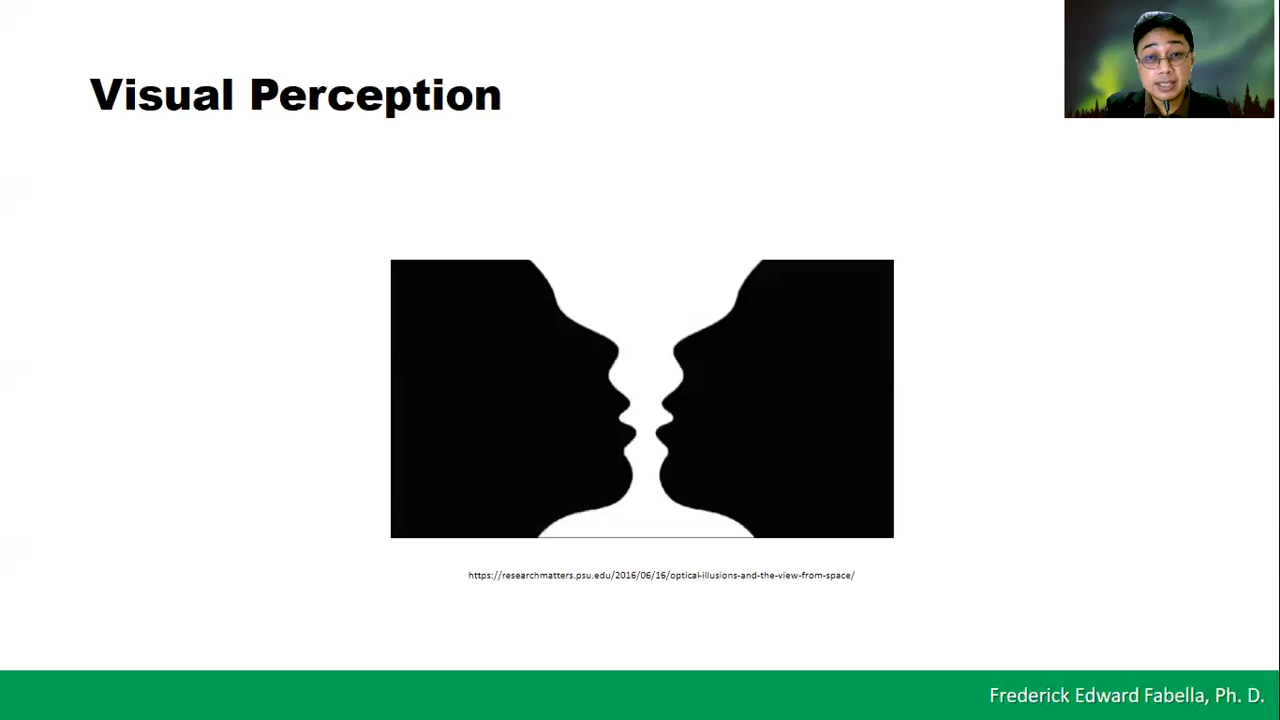 Visual Perception
https://researchmatters.psu.edu/2016/06/16/optical-illusions-and-the-view-from-space/
Frederick Edward Fabella, Ph. D.